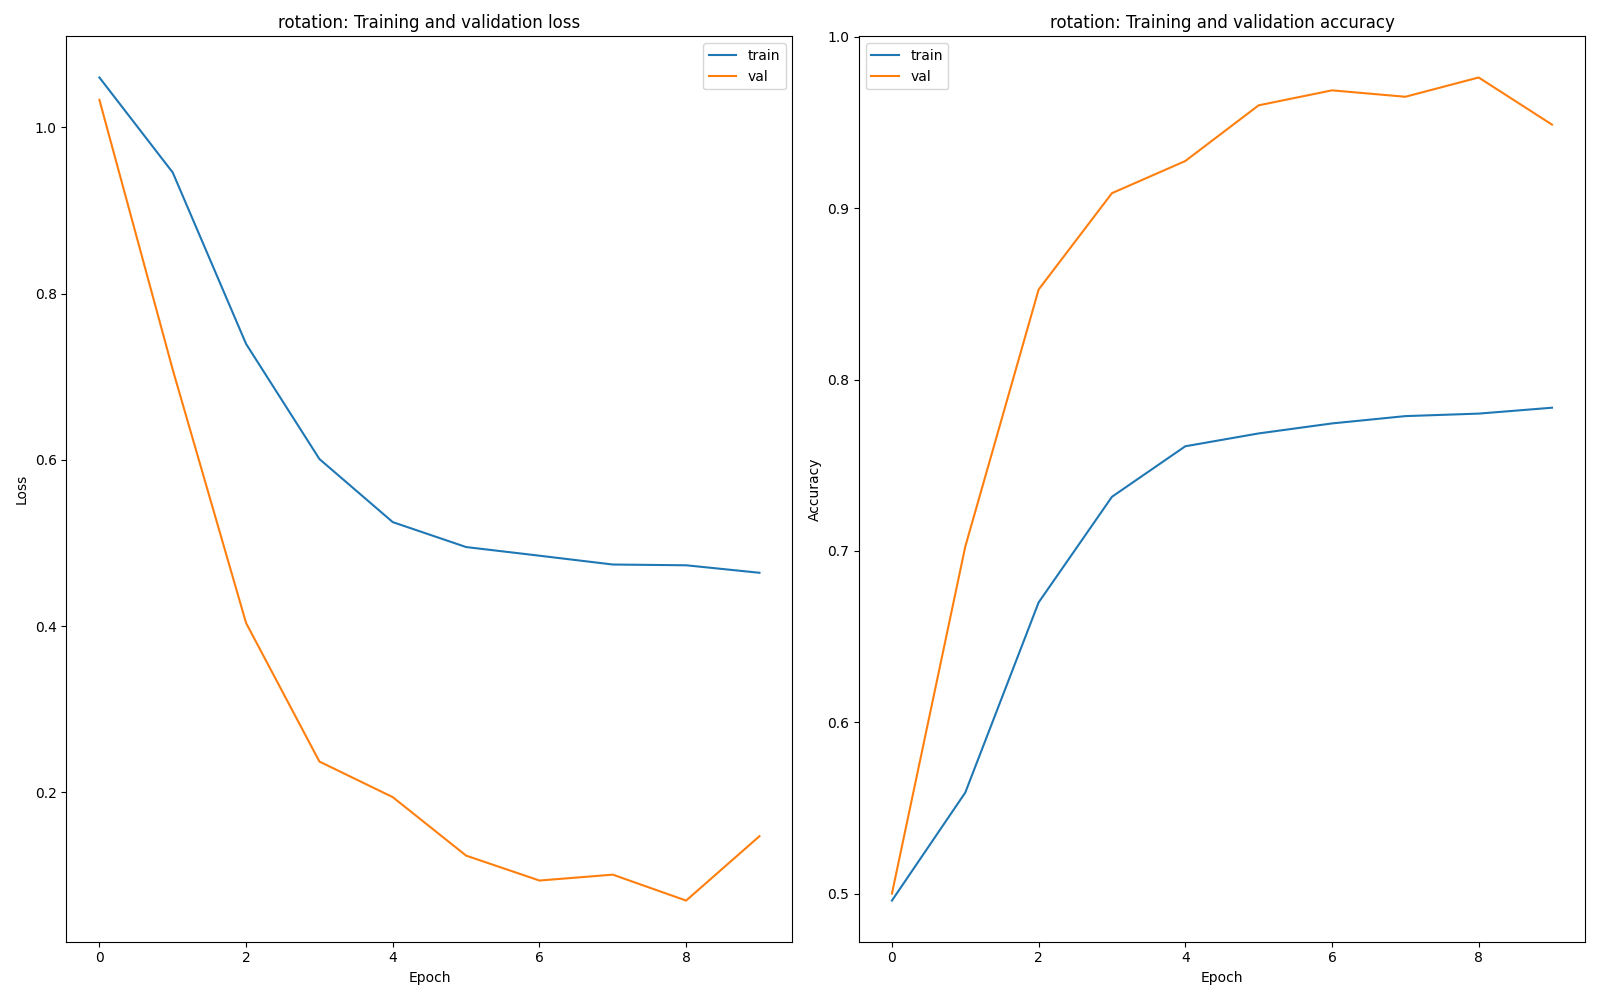 rotation: Training and validation loss
train
val
1.0
0.8
0.6
0.4
0.2
Loss
0 2 4 6 8
Epoch
rotation: Training and validation accuracy
train
val
1.0
0.9
0.8
0.7
0.6
0.5
Accuracy
0 2 4 6 8
Epoch